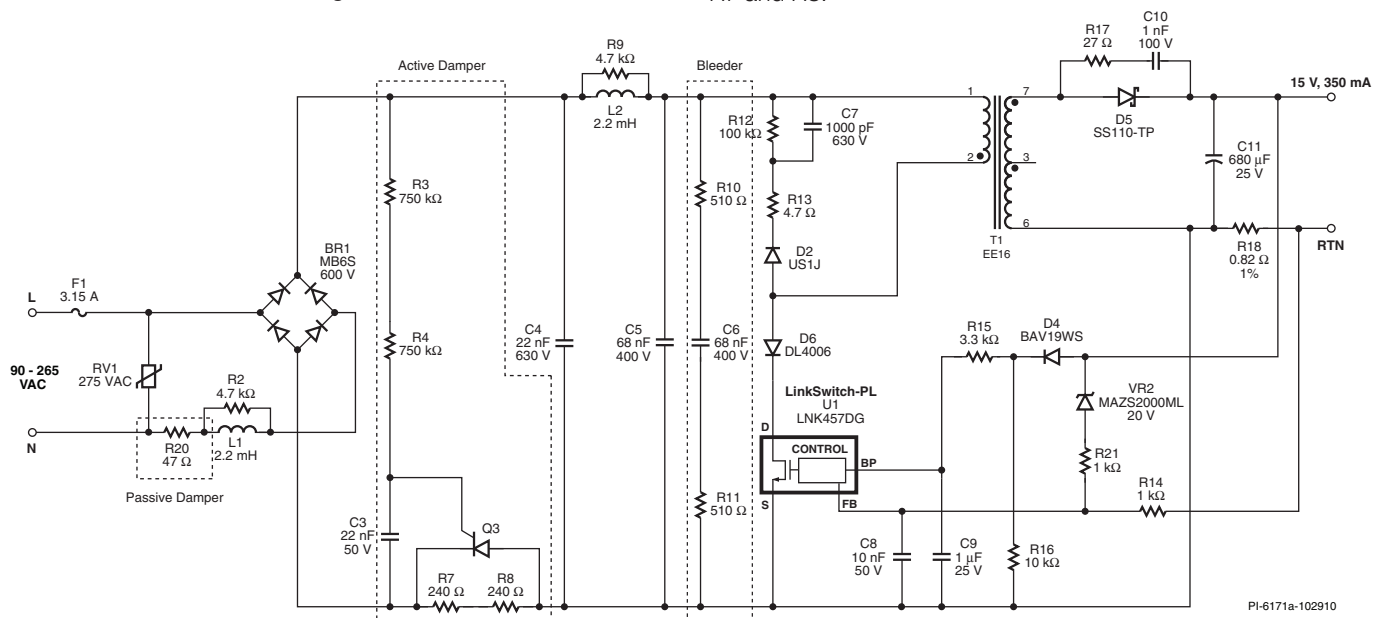 Active Damper
R9
4.7 kΩ
L2
2.2 mH
Bleeder
R17
27 Ω
C10
1 nF
100 V
15 V, 350 mA
D5
SS110-TP
1
2
7
3
6
T1
EE16
R12
100 kΩ
C7
1000 pF
630 V
C11
680 μF
25 V
R3
750 kΩ
R10
510 Ω
R13
4.7 Ω
D2
US1J
R18
0.82 Ω
1%
RTN
BR1
MB6S
600 V
F1
3.15 A
L
R4
750 kΩ
C4
22 nF
630 V
C5
68 nF
400 V
C6
68 nF
400 V
D6
DL4006
R15
3.3 kΩ
D4
BAV19WS
90 - 265
VAC
RV1
275 VAC
R2
4.7 kΩ
L1
2.2 mH
N
R20
47 Ω
Passive Damper
LinkSwitch-PL
U1
LNK457DG
D
CONTROL
BP
S
FB
VR2
MAZS2000ML
20 V
R21
1 kΩ
R14
1 kΩ
C3
22 nF
50 V
Q3
R7
240 Ω
R8
240 Ω
R11
510 Ω
C8
10 nF
50 V
C9
1 μF
25 V
R16
10 kΩ
PI-6171a-102910